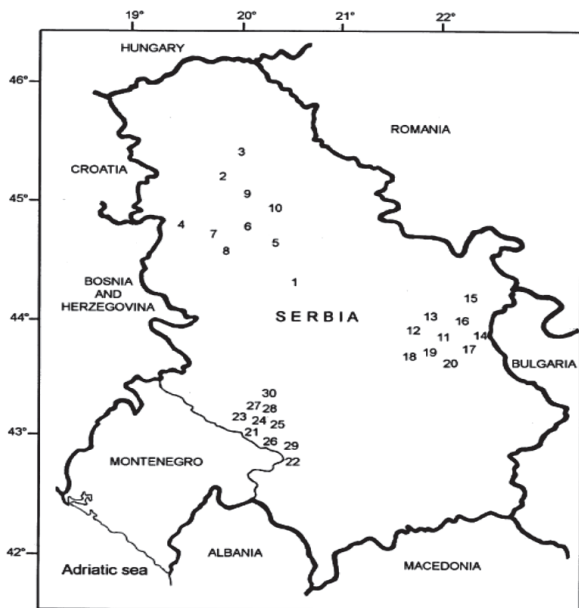 19° 20° 21° 22°
HUNGARY
46°
ROMANIA
3
CROATIA
2
9
45°
10
4
6
7
5
8
BOSNIA
AND
HERZEGOVINA
1
15
44°
SERBIA
13
16
12
13
14
BULGARIA
19
17
18
20
30
27
28
23
24
25
43°
21
26
29
MONTENEGRO
22
42°
ALBANIA
MACEDONIA
Adriatic sea